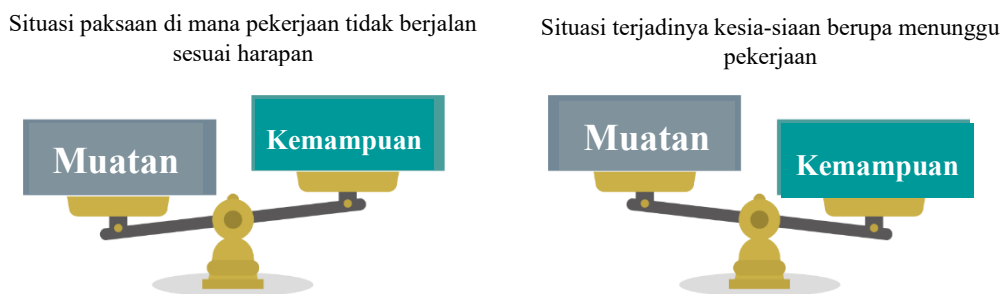 Situasi paksaan di mana pekerjaan tidak berjalan
sesuai harapan
Muatan
Kemampuan
Situasi terjadinya kesia-siaan berupa menunggu
pekerjaan
Muatan
Kemampuan